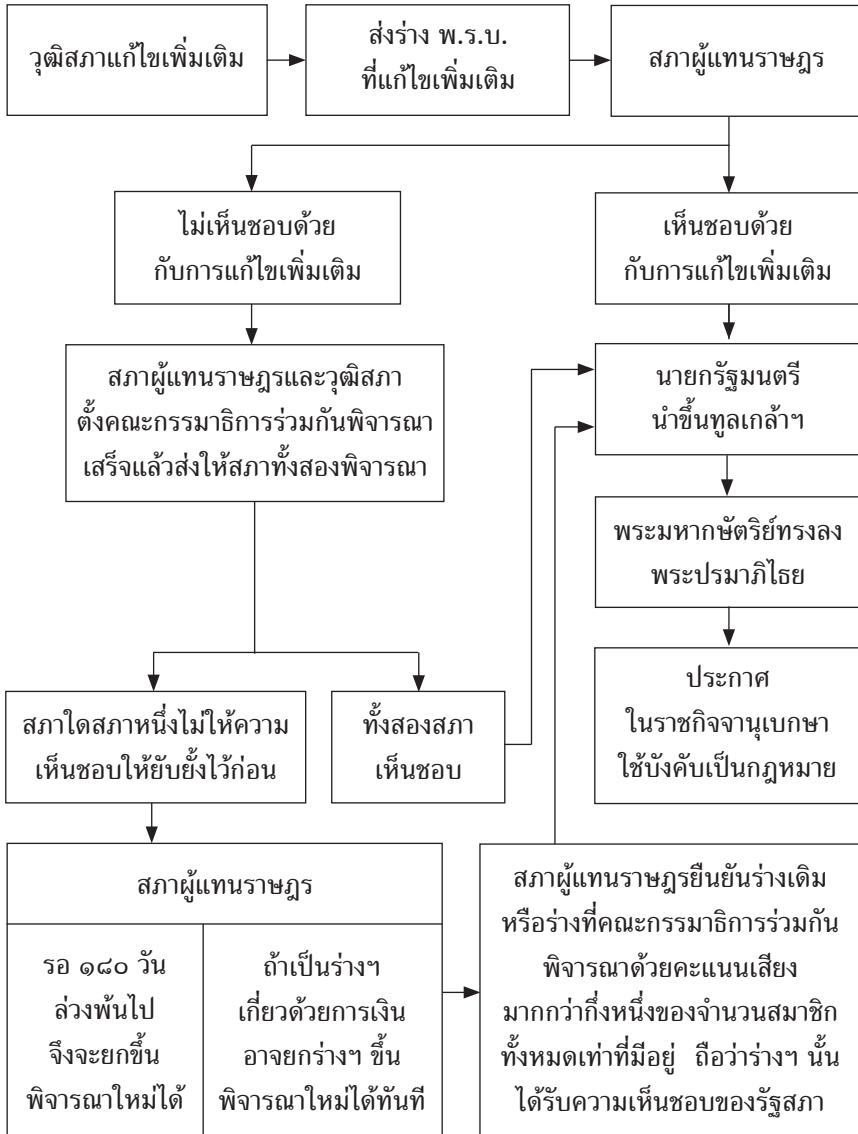 วุฒิสภาแก้ไขเพิ่มเติม
ส่งร่าง พ.ร.บ.
ที่แก้ไขเพิ่มเติม
สภาผู้แทนราษฎร
ไม่เห็นชอบด้วย
กับการแก้ไขเพิ่มเติม
เห็นชอบด้วย
กับการแก้ไขเพิ่มเติม
สภาผู้แทนราษฎรและวุฒิสภา
ตั้งคณะกรรมาธิการร่วมกันพิจารณา
เสร็จแล้วส่งให้สภาทั้งสองพิจารณา
นายกรัฐมนตรี
นำขึ้นทูลเกล้าฯ
พระมหากษัตริย์ทรงลง
พระปรมาภิไธย
สภาใดสภาหนึ่งไม่ให้ความ
เห็นชอบให้ยับยั้งไว้ก่อน
ทั้งสองสภา
เห็นชอบ
ประกาศ
ในราชกิจจานุเบกษา
ใช้บังคับเป็นกฎหมาย
สภาผู้แทนราษฎร
รอ ๑๘๐ วัน
ล่วงพ้นไป
จึงจะยกขึ้น
พิจารณาใหม่ได้
ถ้าเป็นร่างฯ
เกี่ยวด้วยการเงิน
อาจยกร่างฯ ขึ้น
พิจารณาใหม่ได้ทันที
สภาผู้แทนราษฎรยืนยันร่างเดิม
หรือร่างที่คณะกรรมาธิการร่วมกัน
พิจารณาด้วยคะแนนเสียง
มากกว่ากึ่งหนึ่งของจำนวนสมาชิก
ทั้งหมดเท่าที่มีอยู่ ถือว่าร่างฯ นั้น
ได้รับความเห็นชอบของรัฐสภา